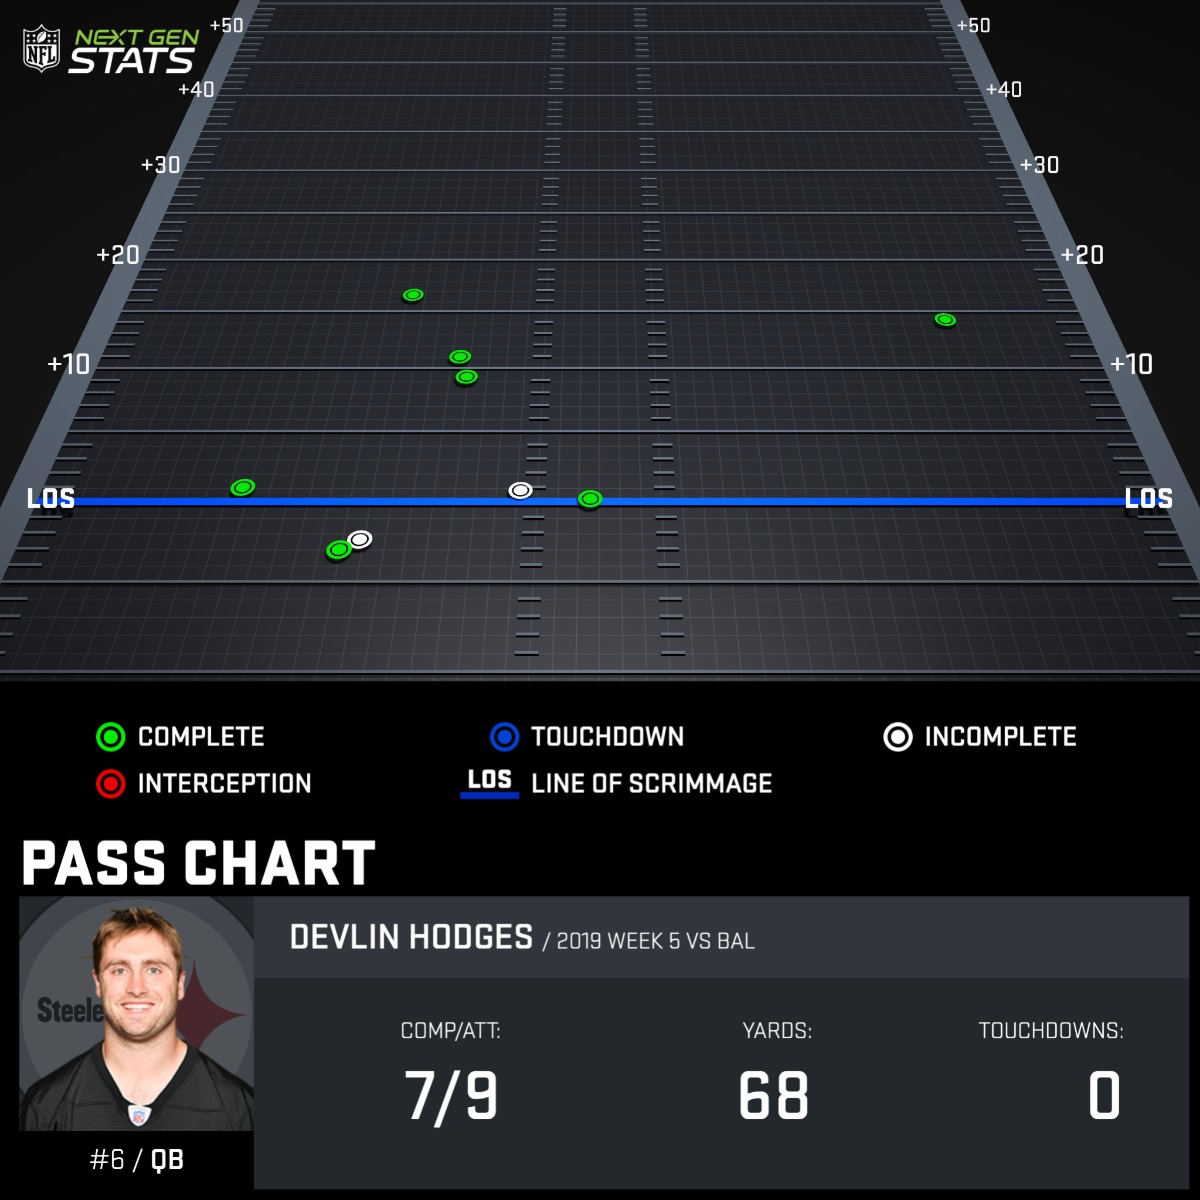 NFL
NEXT GEN
STATS
+50 +50
+40 +40
+30 +30
+20 +20
+10 +10
LOS LOS
COMPLETE TOUCHDOWN INCOMPLETE
INTERCEPTION LOS LINE OF SCRIMMAGE
PASS CHART
DEVLIN HODGES / 2019 WEEK 5 VS BAL
Steele
COMP/ATT: YARDS: TOUCHDOWNS:
7/9 68 0
#6 / QB